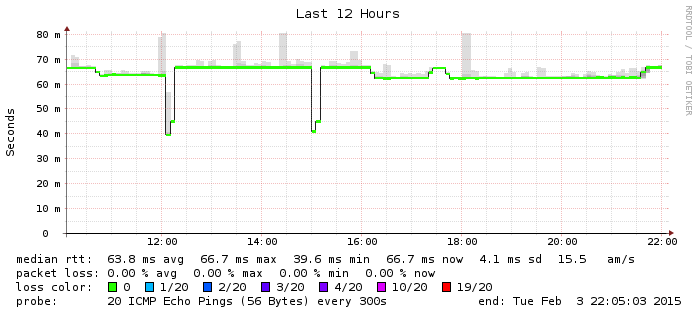 Last 12 Hours
RRDTOOL / TOBI OETIKER
Seconds
80 m
70 m
60 m
50 m
40 m
30 m
20 m
10 m
0
12:00 14:00 16:00 18:00 20:00 22:00
median rtt: 63.8 ms avg 66.7 ms max 39.6 ms min 66.7 ms now 4.1 ms sd 15.5 am/s
packet loss: 0.00 % avg 0.00 % max 0.00 % min 0.00 % now
loss color: 0 1/20 2/20 3/20 4/20 10/20 19/20
probe: 20 ICMP Echo Pings (56 Bytes) every 300s end: Tue Feb 3 22:05:03 2015